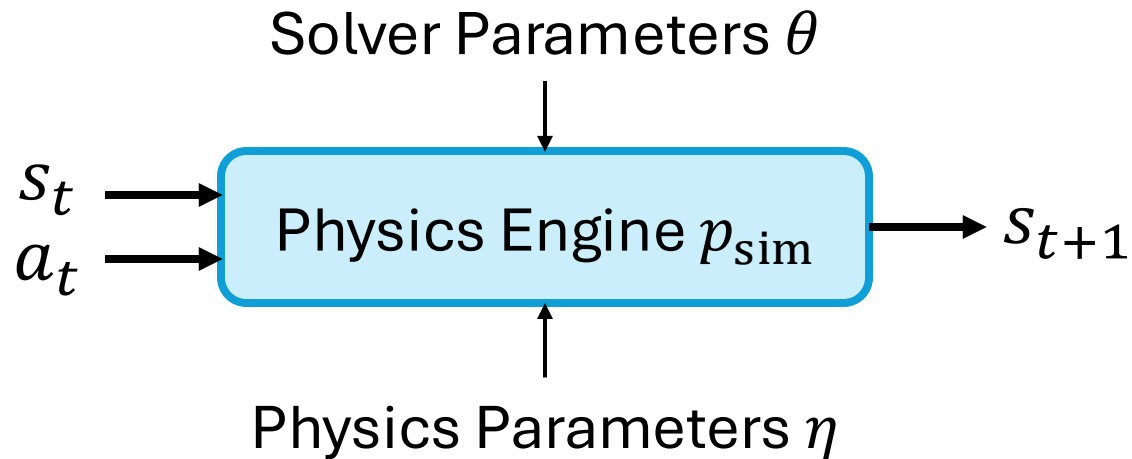 Solver Parameters θ
s_t
a_t
Physics Engine p_sim
s_{t+1}
Physics Parameters η